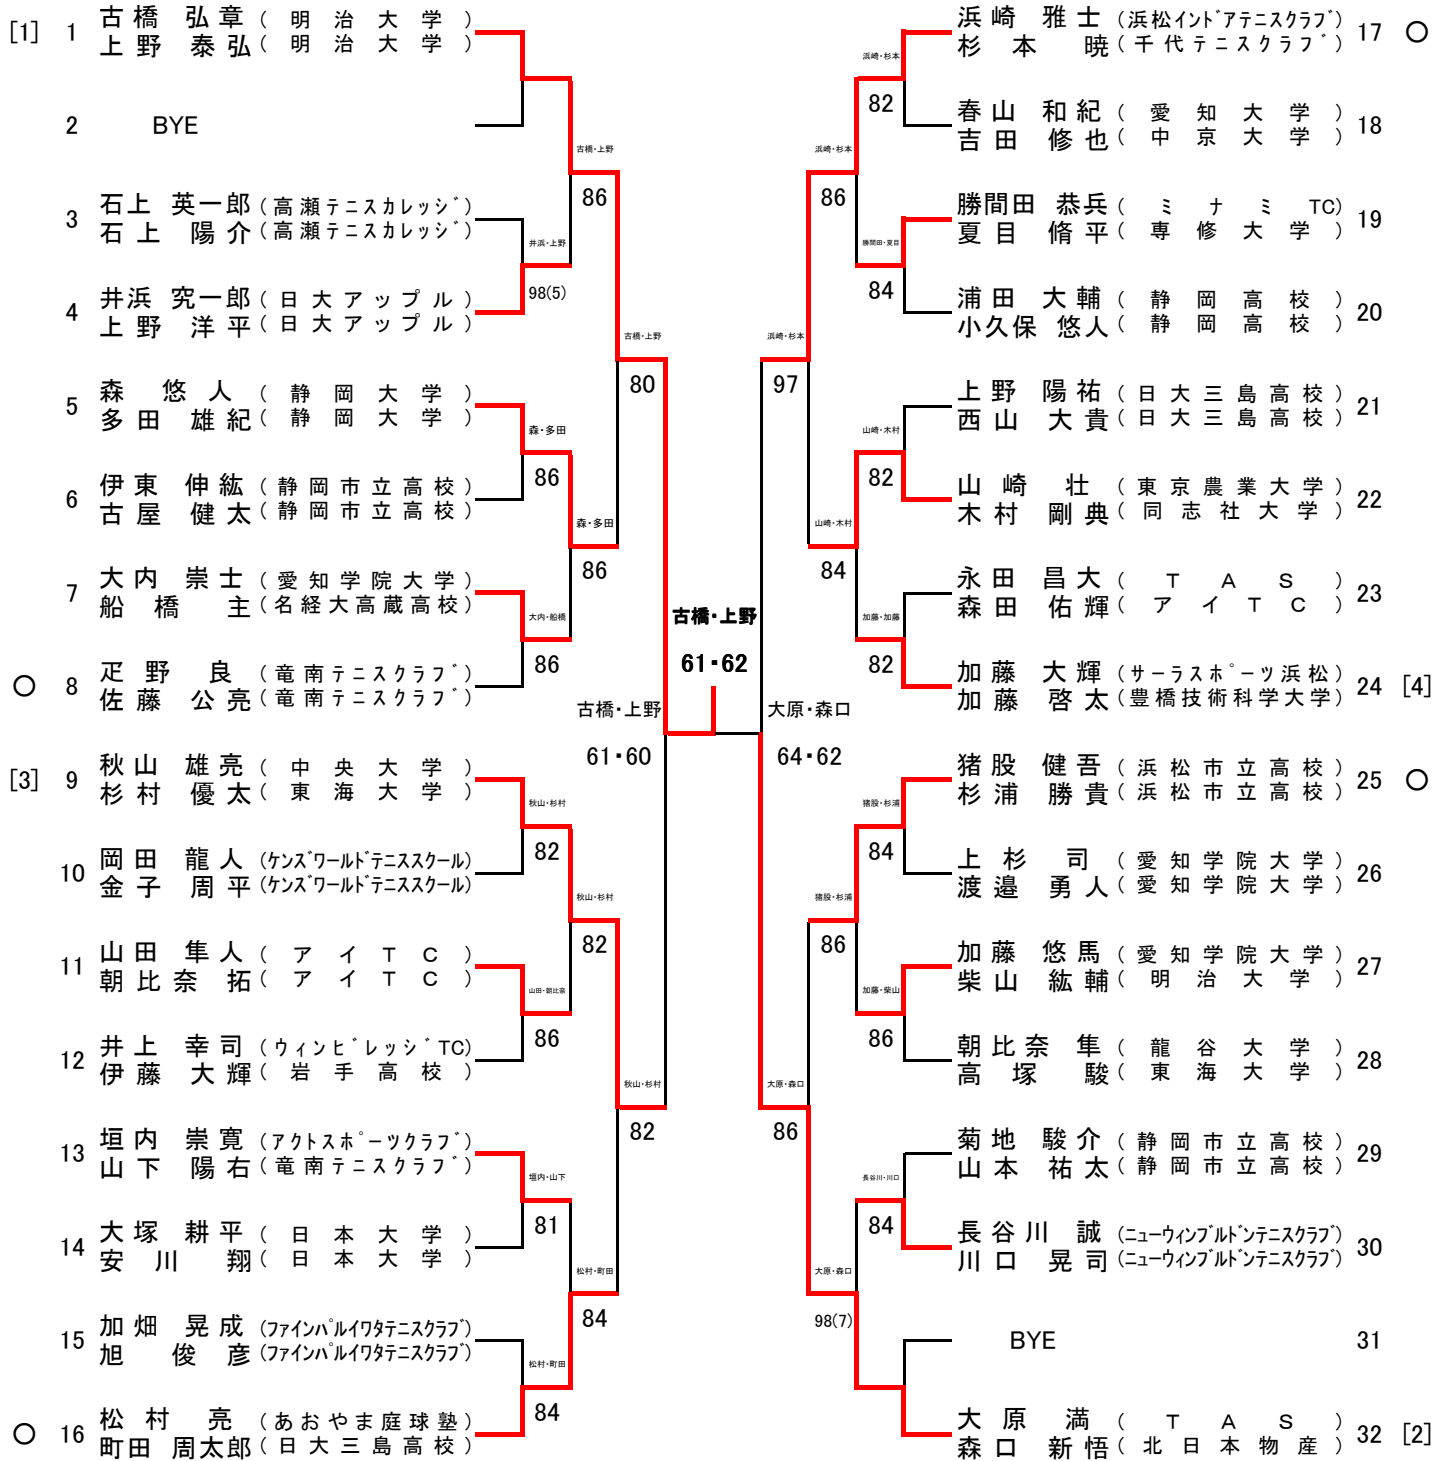 [1] 1 古橋 弘章 (明治大学)
上野 泰弘 (明治大学)
2 BYE
古橋・上野
86
3 石上 英一郎 (高瀬テニスカレッジ)
石上 陽介 (高瀬テニスカレッジ)
井浜・上野
98(5)
4 井浜 究一郎 (日大アップル)
上野 洋平 (日大アップル)
古橋・上野
80
5 森 悠人 (静岡大学)
多田 雄紀 (静岡大学)
森・多田
86
6 伊東 伸紘 (静岡市立高校)
古屋 健太 (静岡市立高校)
森・多田
86
7 大内 崇士 (愛知学院大学)
船橋 主 (名経大高蔵高校)
大内・船橋
86
○ 8 疋野 良 (竜南テニスクラブ)
佐藤 公亮 (竜南テニスクラブ)
古橋・上野
61・60
[3] 9 秋山 雄亮 (中央大学)
杉村 優太 (東海大学)
秋山・杉村
82
10 岡田 龍人 (ケンズワールドテニススクール)
金子 周平 (ケンズワールドテニススクール)
秋山・杉村
82
11 山田 隼人 (アイTC)
朝比奈 拓 (アイTC)
山田・朝比奈
86
12 井上 幸司 (ウィンビレッジTC)
伊藤 大輝 (岩手高校)
秋山・杉村
82
13 垣内 崇寛 (アクトスポーツクラブ)
山下 陽右 (竜南テニスクラブ)
垣内・山下
81
14 大塚 耕平 (日本大学)
安川 翔 (日本大学)
松村・町田
84
15 加畑 晃成 (ファインパルイワタテニスクラブ)
旭 俊彦 (ファインパルイワタテニスクラブ)
松村・町田
84
○ 16 松村 亮 (あおやま庭球塾)
町田 周太郎 (日大三島高校)
古橋・上野
61・62
浜崎 雅士 (浜松インドアテニスクラブ) 17 ○
杉本 暁 (千代テニスクラブ)
浜崎・杉本
82
春山 和紀 (愛知大学) 18
吉田 修也 (中京大学)
浜崎・杉本
86
勝間田 恭兵 (ミナミTC) 19
夏目 脩平 (専修大学)
勝間田・夏目
84
浦田 大輔 (静岡高校) 20
小久保 悠人 (静岡高校)
浜崎・杉本
97
上野 陽祐 (日大三島高校) 21
西山 大貴 (日大三島高校)
山崎・木村
82
山崎 壮 (東京農業大学) 22
木村 剛典 (同志社大学)
山崎・木村
84
永田 昌大 (TAS) 23
森田 佑輝 (アイTC)
加藤・加藤
82
加藤 大輝 (サーラスポーツ浜松) 24 [4]
加藤 啓太 (豊橋技術科学大学)
大原・森口
64・62
猪股 健吾 (浜松市立高校) 25 ○
杉浦 勝貴 (浜松市立高校)
猪股・杉浦
84
上杉 司 (愛知学院大学) 26
渡邉 勇人 (愛知学院大学)
猪股・杉浦
86
加藤 悠馬 (愛知学院大学) 27
柴山 紘輔 (明治大学)
加藤・柴山
86
朝比奈 隼 (龍谷大学) 28
高塚 駿 (東海大学)
大原・森口
86
菊地 駿介 (静岡市立高校) 29
山本 祐太 (静岡市立高校)
長谷川・川口
84
長谷川 誠 (ニューウィンブルドンテニスクラブ) 30
川口 晃司 (ニューウィンブルドンテニスクラブ)
大原・森口
98(7)
BYE 31
大原 満 (TAS) 32 [2]
森口 新悟 (北日本物産)